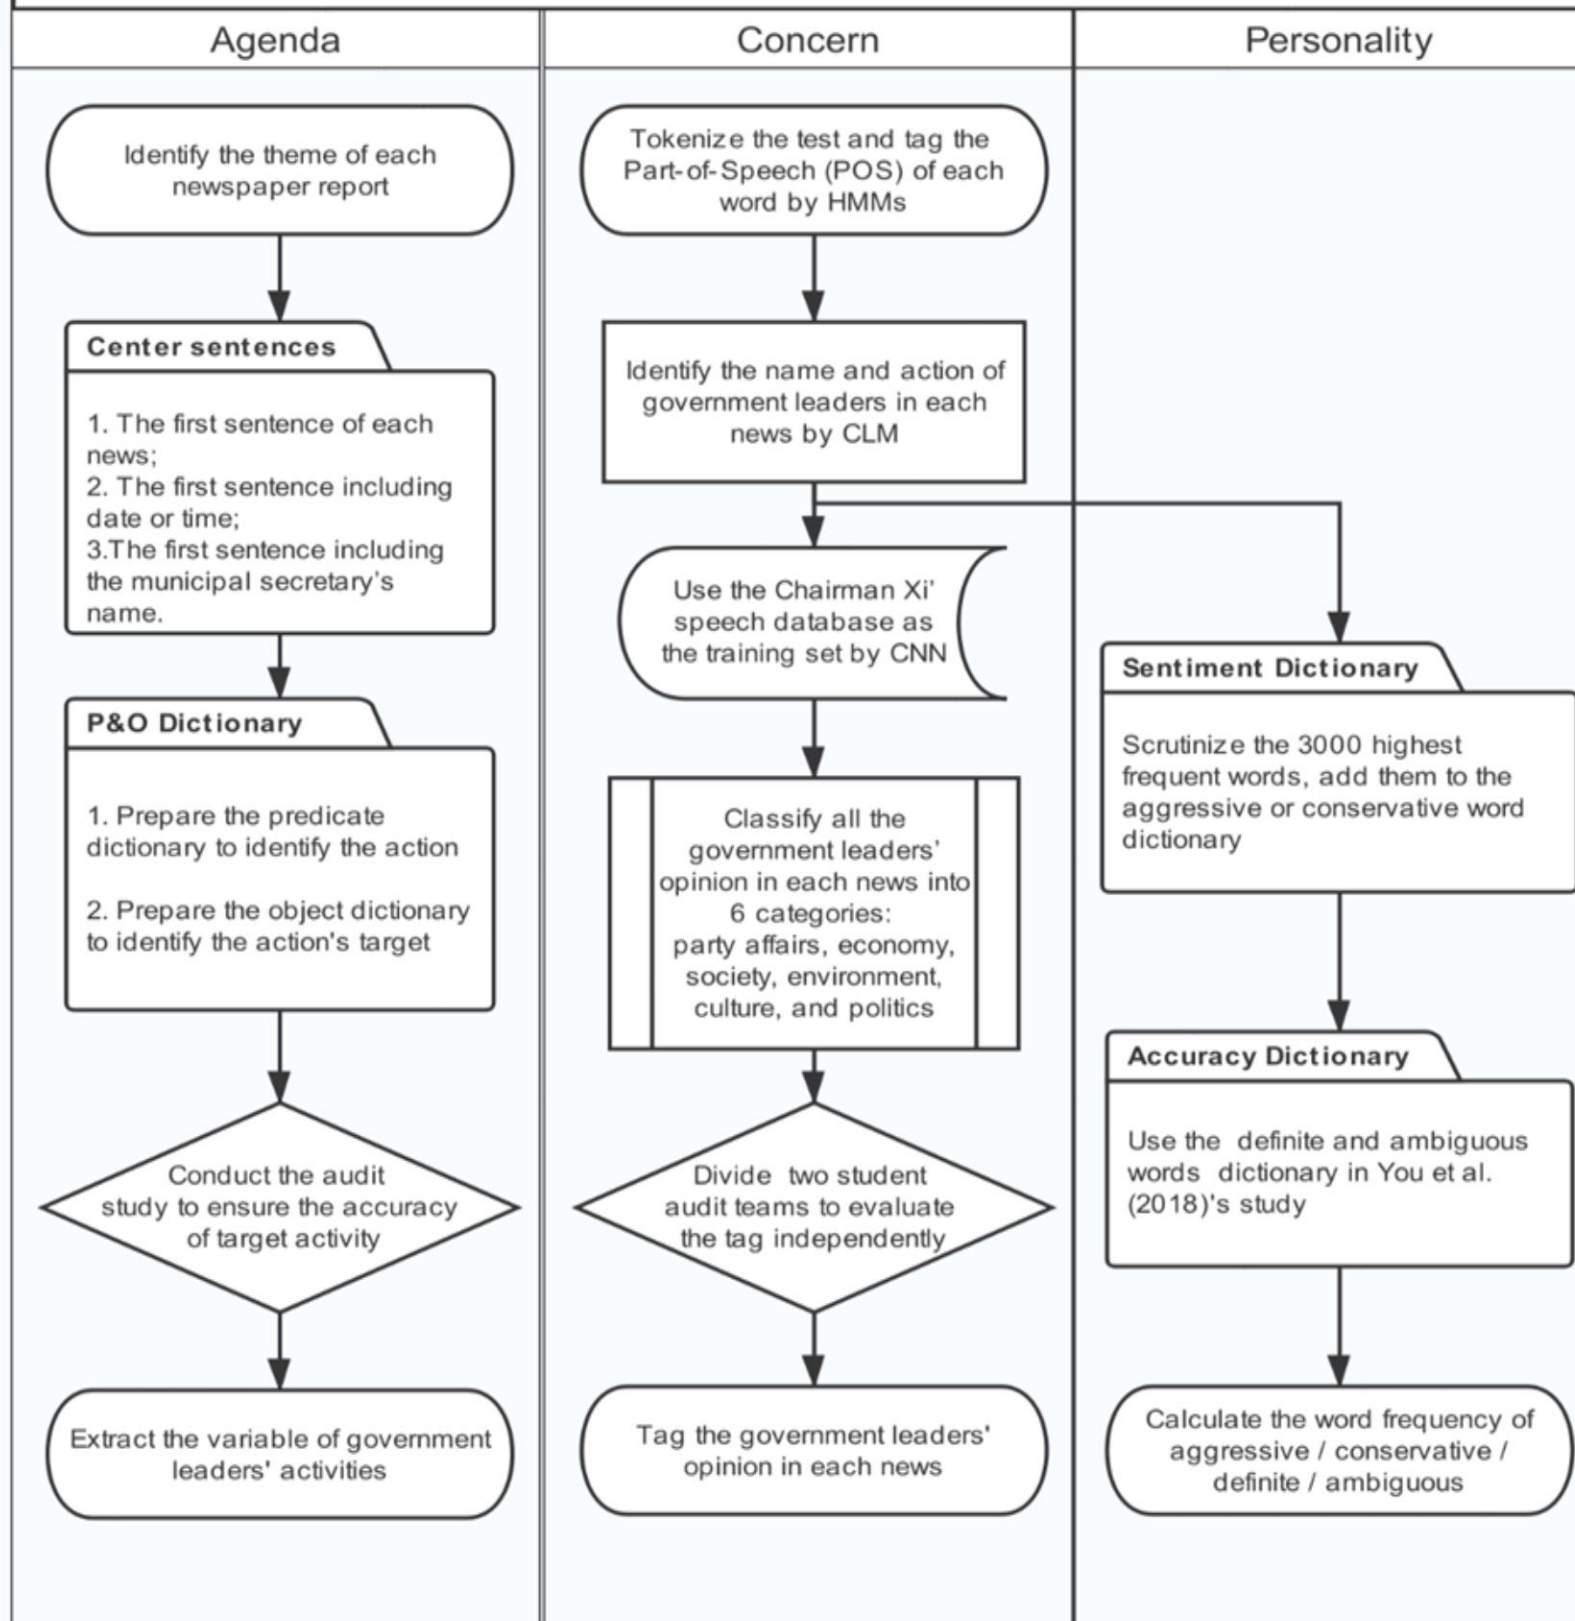 Agenda
Identify the theme of each
newspaper report
Center sentences
1. The first sentence of each
news;
2. The first sentence including
date or time;
3.The first sentence including
the municipal secretary's
name.
P&O Dictionary
1. Prepare the predicate
dictionary to identify the action
2. Prepare the object dictionary
to identify the action's target
Conduct the audit
study to ensure the accuracy
of target activity
Extract the variable of government
leaders' activities
Concern
Tokenize the test and tag the
Part-of-Speech (POS) of each
word by HMMs
Identify the name and action of
government leaders in each
news by CLM
Use the Chairman Xi'
speech database as
the training set by CNN
Classify all the
government leaders'
opinion in each news into
6 categories:
party affairs, economy,
society, environment,
culture, and politics
Divide two student
audit teams to evaluate
the tag independently
Tag the government leaders'
opinion in each news
Personality
Sentiment Dictionary
Scrutinize the 3000 highest
frequent words, add them to the
aggressive or conservative word
dictionary
Accuracy Dictionary
Use the definite and ambiguous
words dictionary in You et al.
(2018)'s study
Calculate the word frequency of
aggressive / conservative /
definite / ambiguous